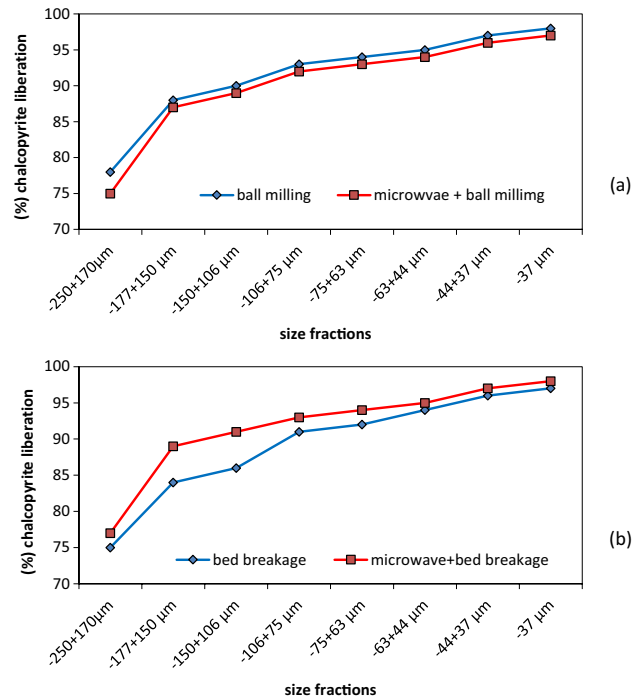 100
95
90
85
80
75
70
(%) chalcopyrite liberation
ball milling
microwvae + ball millimg
(a)
-250+170µm
-177+150 µm
-150+106 µm
-106+75 µm
-75+63 µm
-63+44 µm
-44+37 µm
-37 µm
size fractions
100
95
90
85
80
75
70
(%) chalcopyrite liberation
bed breakage
microwave+bed breakage
(b)
-250+170µm
-177+150 µm
-150+106 µm
-106+75 µm
-75+63 µm
-63+44 µm
-44+37 µm
-37 µm
size fractions